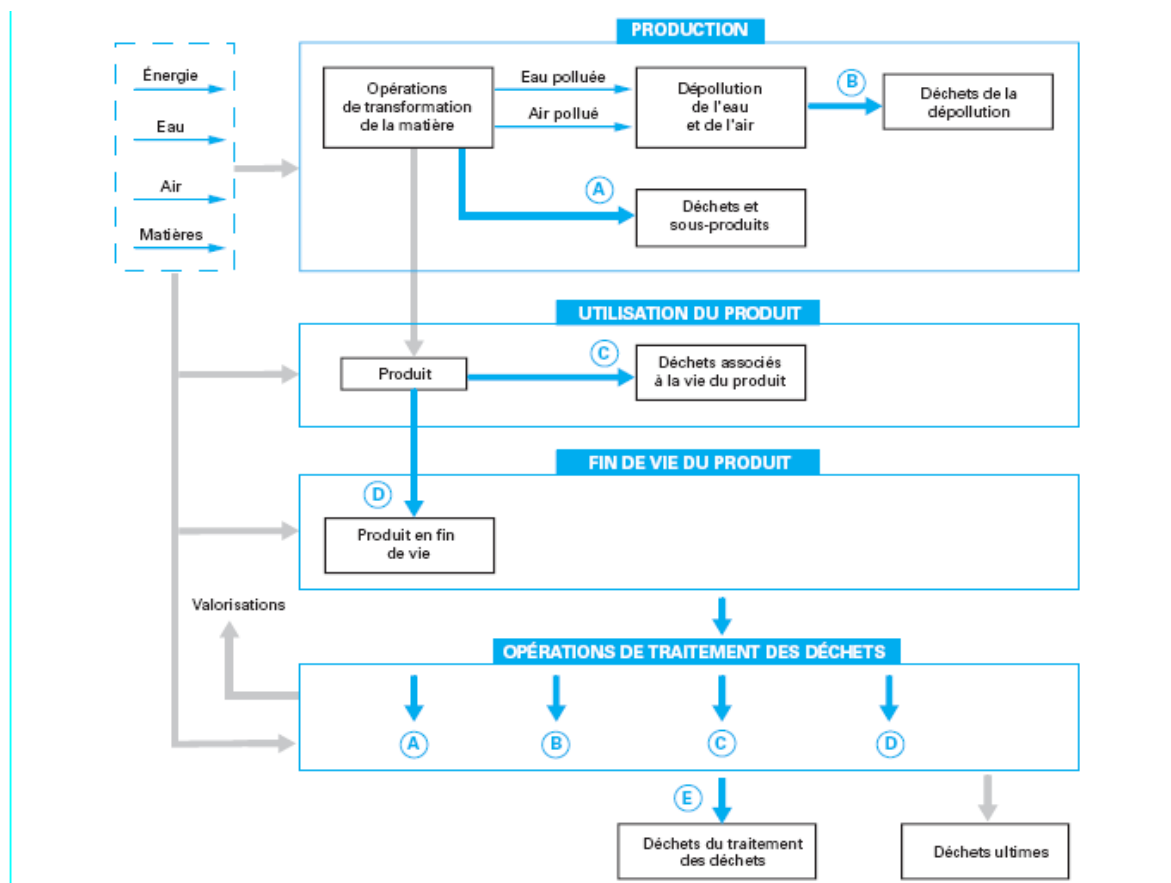 PRODUCTION
Énergie
Eau
Air
Matières
Opérations
de transformation
de la matière
Eau polluée
Air pollué
Dépollution
de l'eau
et de l'air
B
Déchets de la
dépollution
A
Déchets et
sous-produits
UTILISATION DU PRODUIT
Produit
C
Déchets associés
à la vie du produit
FIN DE VIE DU PRODUIT
D
Produit en fin
de vie
Valorisations
OPÉRATIONS DE TRAITEMENT DES DÉCHETS
A
B
C
D
E
Déchets du traitement
des déchets
Déchets ultimes